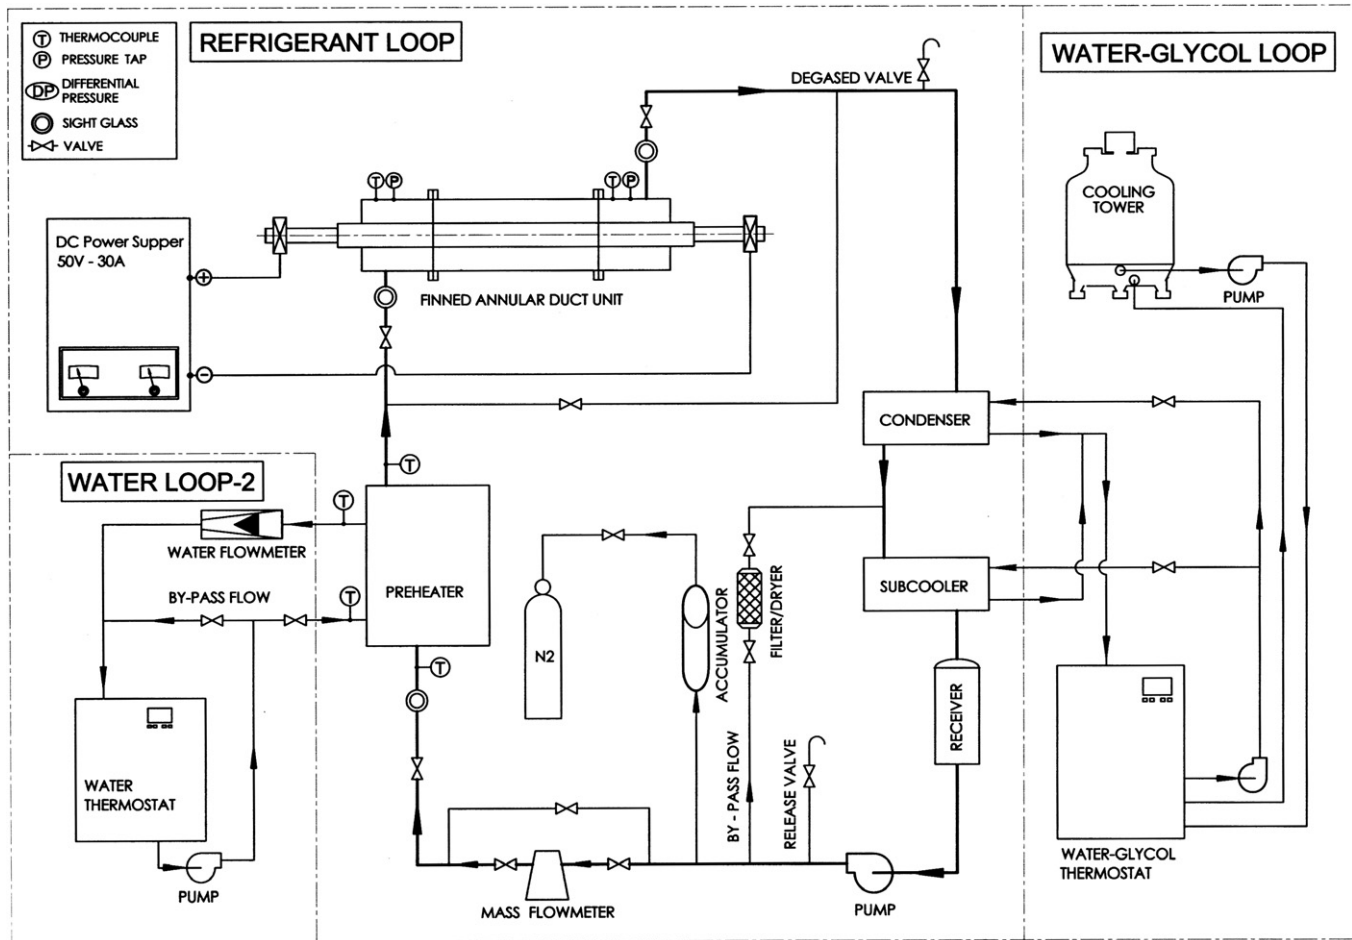 REFRIGERANT LOOP
WATER-GLYCOL LOOP
T THERMOCOUPLE
P PRESSURE TAP
DP DIFFERENTIAL
PRESSURE
SIGHT GLASS
VALVE
DEGASED VALVE
T P
T P
COOLING
TOWER
PUMP
DC Power Supper
50V - 30A
+
−
FINNED ANNULAR DUCT UNIT
CONDENSER
WATER LOOP-2
T
T
WATER FLOWMETER
BY-PASS FLOW
T
PREHEATER
N2
ACCUMULATOR
FILTER/DRYER
SUBCOOLER
T
RECEIVER
BY - PASS FLOW
RELEASE VALVE
WATER
THERMOSTAT
PUMP
MASS FLOWMETER
PUMP
WATER-GLYCOL
THERMOSTAT